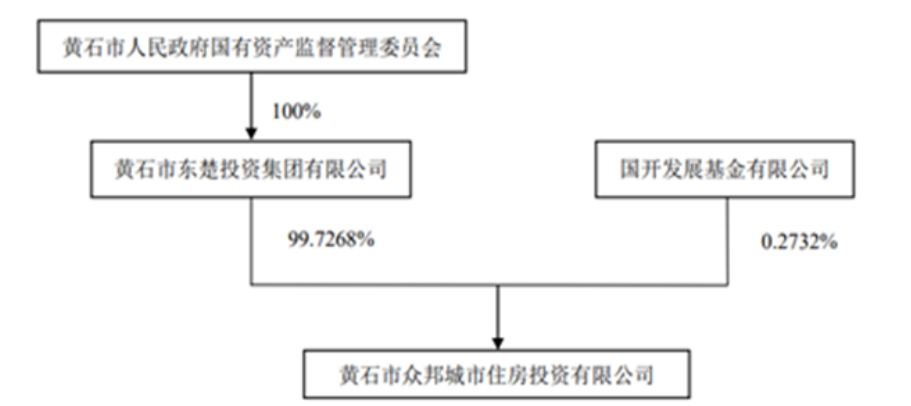 黄石市人民政府国有资产监督管理委员会
100%
黄石市东楚投资集团有限公司
国开发展基金有限公司
99.7268%
0.2732%
黄石市众邦城市住房投资有限公司